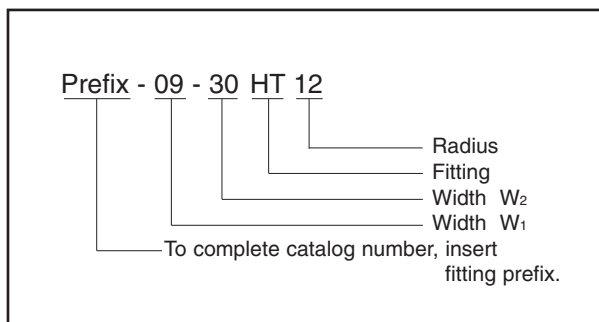 Prefix - 09 - 30 HT 12
Radius
Fitting
Width W₂
Width W₁
To complete catalog number, insert
fitting prefix.